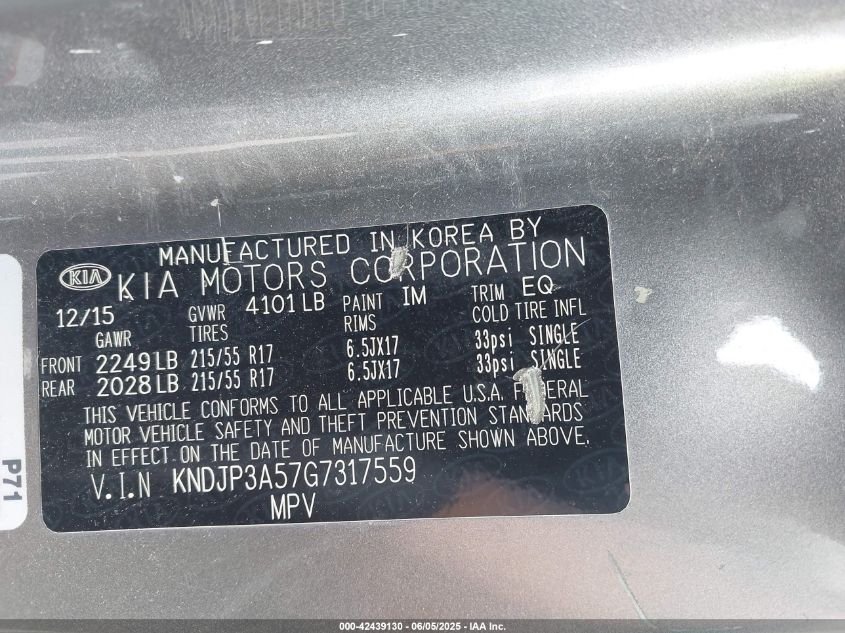 MANUFACTURED IN KOREA BY
KIA KIA MOTORS CORPORATION
12/15 GVWR 4101LB PAINT IM TRIM EQ
GAWR TIRES RIMS COLD TIRE INFL
FRONT 2249LB 215/55 R17 6.5JX17 33psi SINGLE
REAR 2028LB 215/55 R17 6.5JX17 33psi SINGLE
THIS VEHICLE CONFORMS TO ALL APPLICABLE U.S.A. FEDERAL
MOTOR VEHICLE SAFETY AND THEFT PREVENTION STANDARDS
IN EFFECT ON THE DATE OF MANUFACTURE SHOWN ABOVE.
V.I.N KNDJP3A57G7317559
MPV
P71
000-42439130 - 06/05/2025 - IAA Inc.